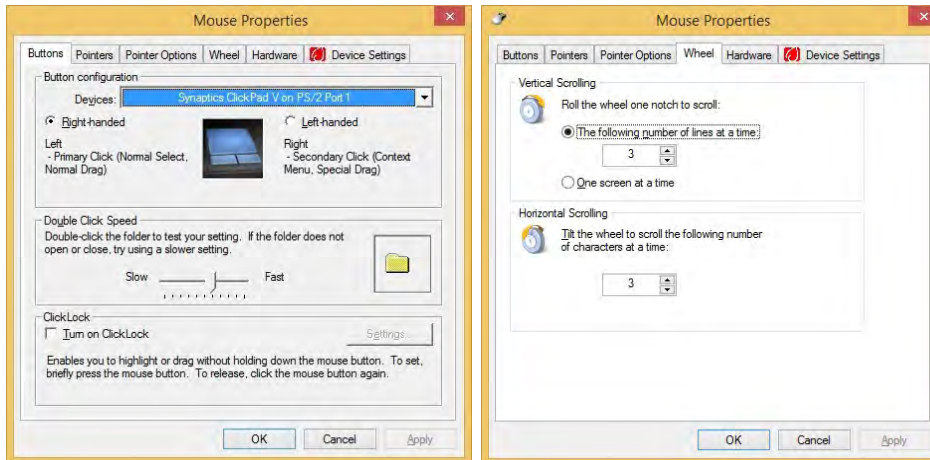 Mouse Properties
Buttons Pointers Pointer Options Wheel Hardware Device Settings
Button configuration
Devices: Synaptics ClickPad V on PS/2 Port 1
Right-handed
Left-handed
Left
- Primary Click (Normal Select,
Normal Drag)
Right
- Secondary Click (Context
Menu, Special Drag)
Double Click Speed
Double-click the folder to test your setting. If the folder does not
open or close, try using a slower
setting.
Slow Fast
ClickLock
Turn on ClickLock
Settings...
Enables you to highlight or drag without holding down the mouse button. To set,
briefly press the mouse button. To release, click the mouse button again.
OK Cancel Apply
Mouse Properties
Buttons Pointers Pointer Options Wheel Hardware Device Settings
Vertical Scrolling
Roll the wheel one notch to scroll:
The following number of lines at a time:
3
One screen at a time
Horizontal Scrolling
Tilt the wheel to scroll the following number
of characters at a time:
3
OK Cancel Apply